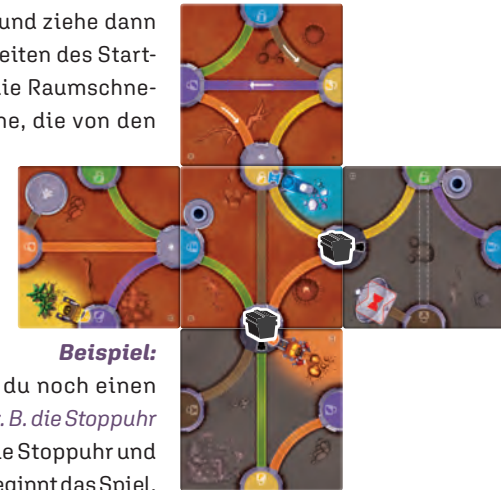 und ziehe dann
eiten des Start-
ie Raumschne-
ne, die von den
Beispiel:
du noch einen
. B. die Stoppuhr
e Stoppuhr und
eginnt das Spiel.